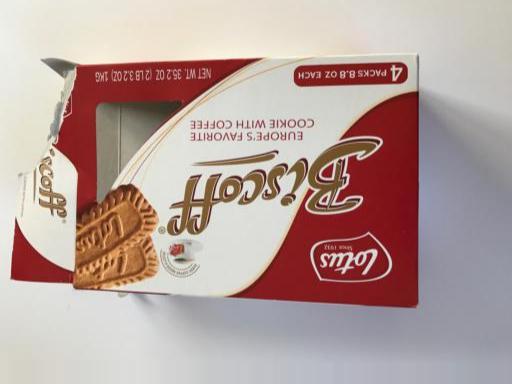 Lotus
Since 1932
Biscoff
EUROPE'S FAVORITE
COOKIE WITH COFFEE
4 PACKS 8.8 OZ EACH
NET WT. 35.2 OZ (2 LB 3.2 OZ) 1KG
scoff